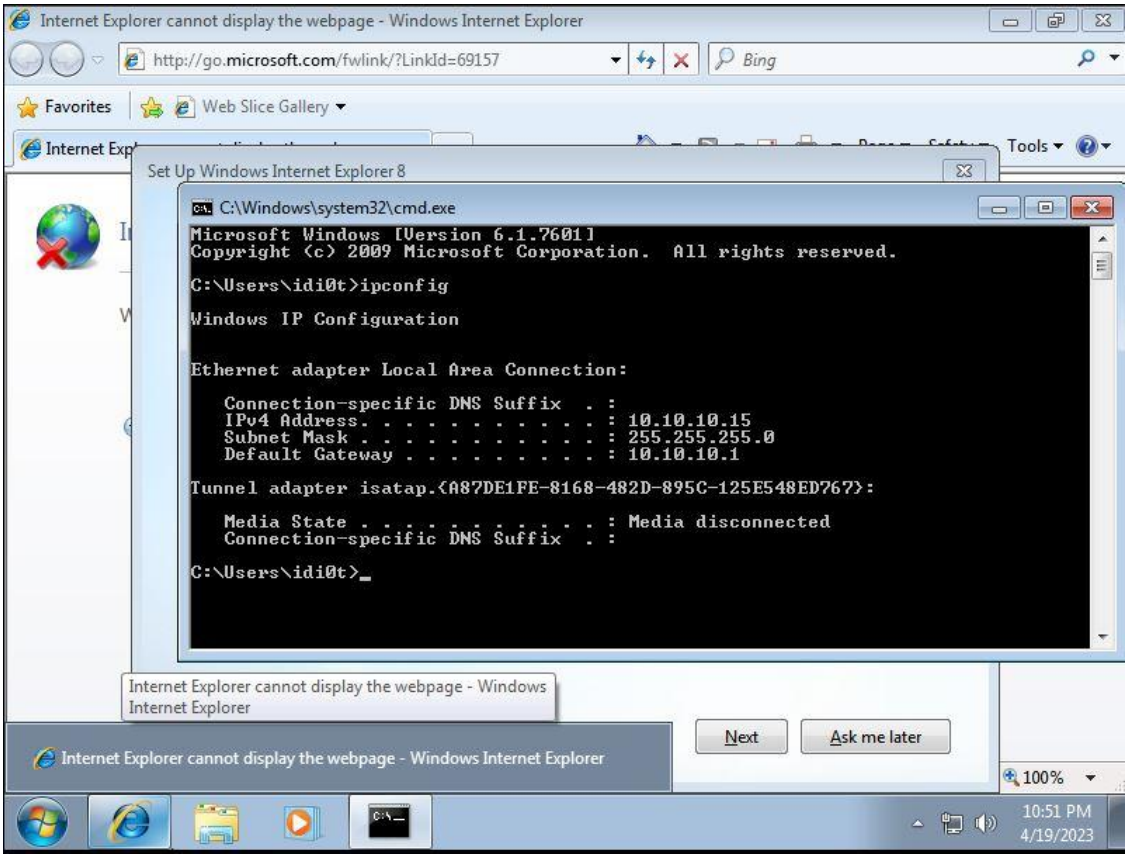 Internet Explorer cannot display the webpage - Windows Internet Explorer
http://go.microsoft.com/fwlink/?LinkId=69157
Bing
Favorites
Web Slice Gallery
Internet Exp
Tools
Set Up Windows Internet Explorer 8
C:\Windows\system32\cmd.exe
Microsoft Windows [Version 6.1.7601]
Copyright (c) 2009 Microsoft Corporation. All rights reserved.
C:\Users\idi0t>ipconfig
Windows IP Configuration
Ethernet adapter Local Area Connection:
Connection-specific DNS Suffix . :
IPv4 Address. . . . . . . . . . . : 10.10.10.15
Subnet Mask . . . . . . . . . . . : 255.255.255.0
Default Gateway . . . . . . . . . : 10.10.10.1
Tunnel adapter isatap.{A87DE1FE-8168-482D-895C-125E548ED767}:
Media State . . . . . . . . . . . : Media disconnected
Connection-specific DNS Suffix . :
C:\Users\idi0t>_
Internet Explorer cannot display the webpage - Windows
Internet Explorer
Next
Ask me later
Internet Explorer cannot display the webpage - Windows Internet Explorer
100%
C:\_
10:51 PM
4/19/2023